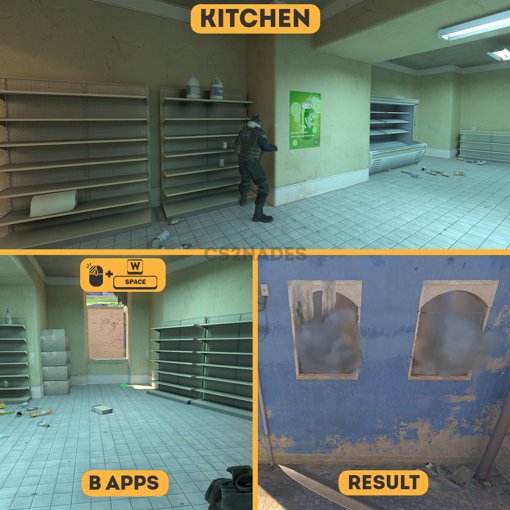 KITCHEN
CS2NADES
W
+
SPACE
B APPS
RESULT